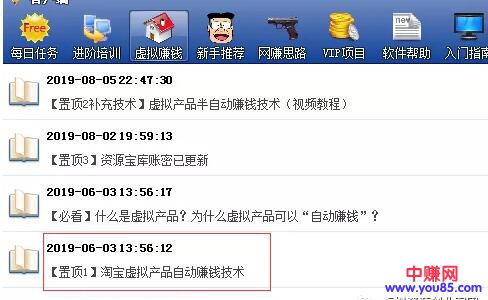 Free
每日任务 进阶培训 虚拟赚钱 新手推荐 网赚思路 VIP项目 软件帮助 入门指南
2019-08-05 22:47:30
【置顶2补充技术】虚拟产品半自动赚钱技术（视频教程）
2019-08-02 19:59:13
【置顶3】资源宝库账密已更新
2019-06-03 13:56:17
【必看】什么是虚拟产品？为什么虚拟产品可以“自动赚钱”？
2019-06-03 13:56:12
【置顶1】淘宝虚拟产品自动赚钱技术
中赚网
www.you85.com